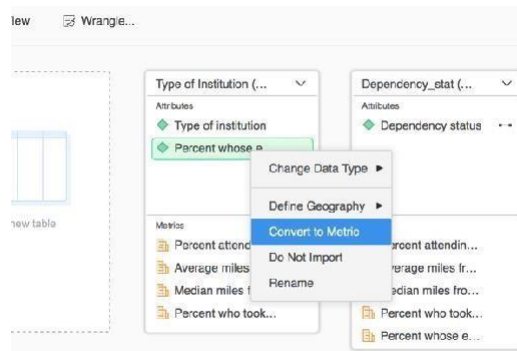 iew
Wrangle...
Type of Institution (...
Attributes
Type of institution
Percent whose e
Metrics
Percent attend
Average miles
Median miles f
Percent who took...
new table
Change Data Type
Define Geography
Convert to Metric
Do Not Import
Rename
Dependency_stat (...
Attibutes
Dependency status
ercent attendin...
verage miles fr...
edian miles fro...
Percent who took...
Percent whose e...